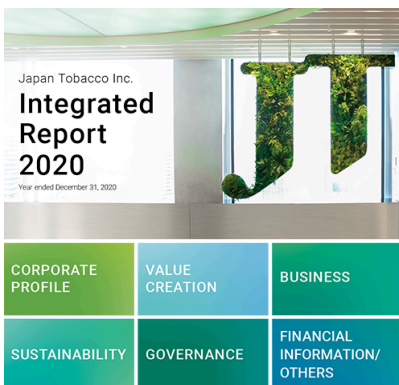 Japan Tobacco Inc.
Integrated
Report
2020
Year ended December 31, 2020
JT
CORPORATE
PROFILE
VALUE
CREATION
BUSINESS
SUSTAINABILITY
GOVERNANCE
FINANCIAL
INFORMATION/
OTHERS